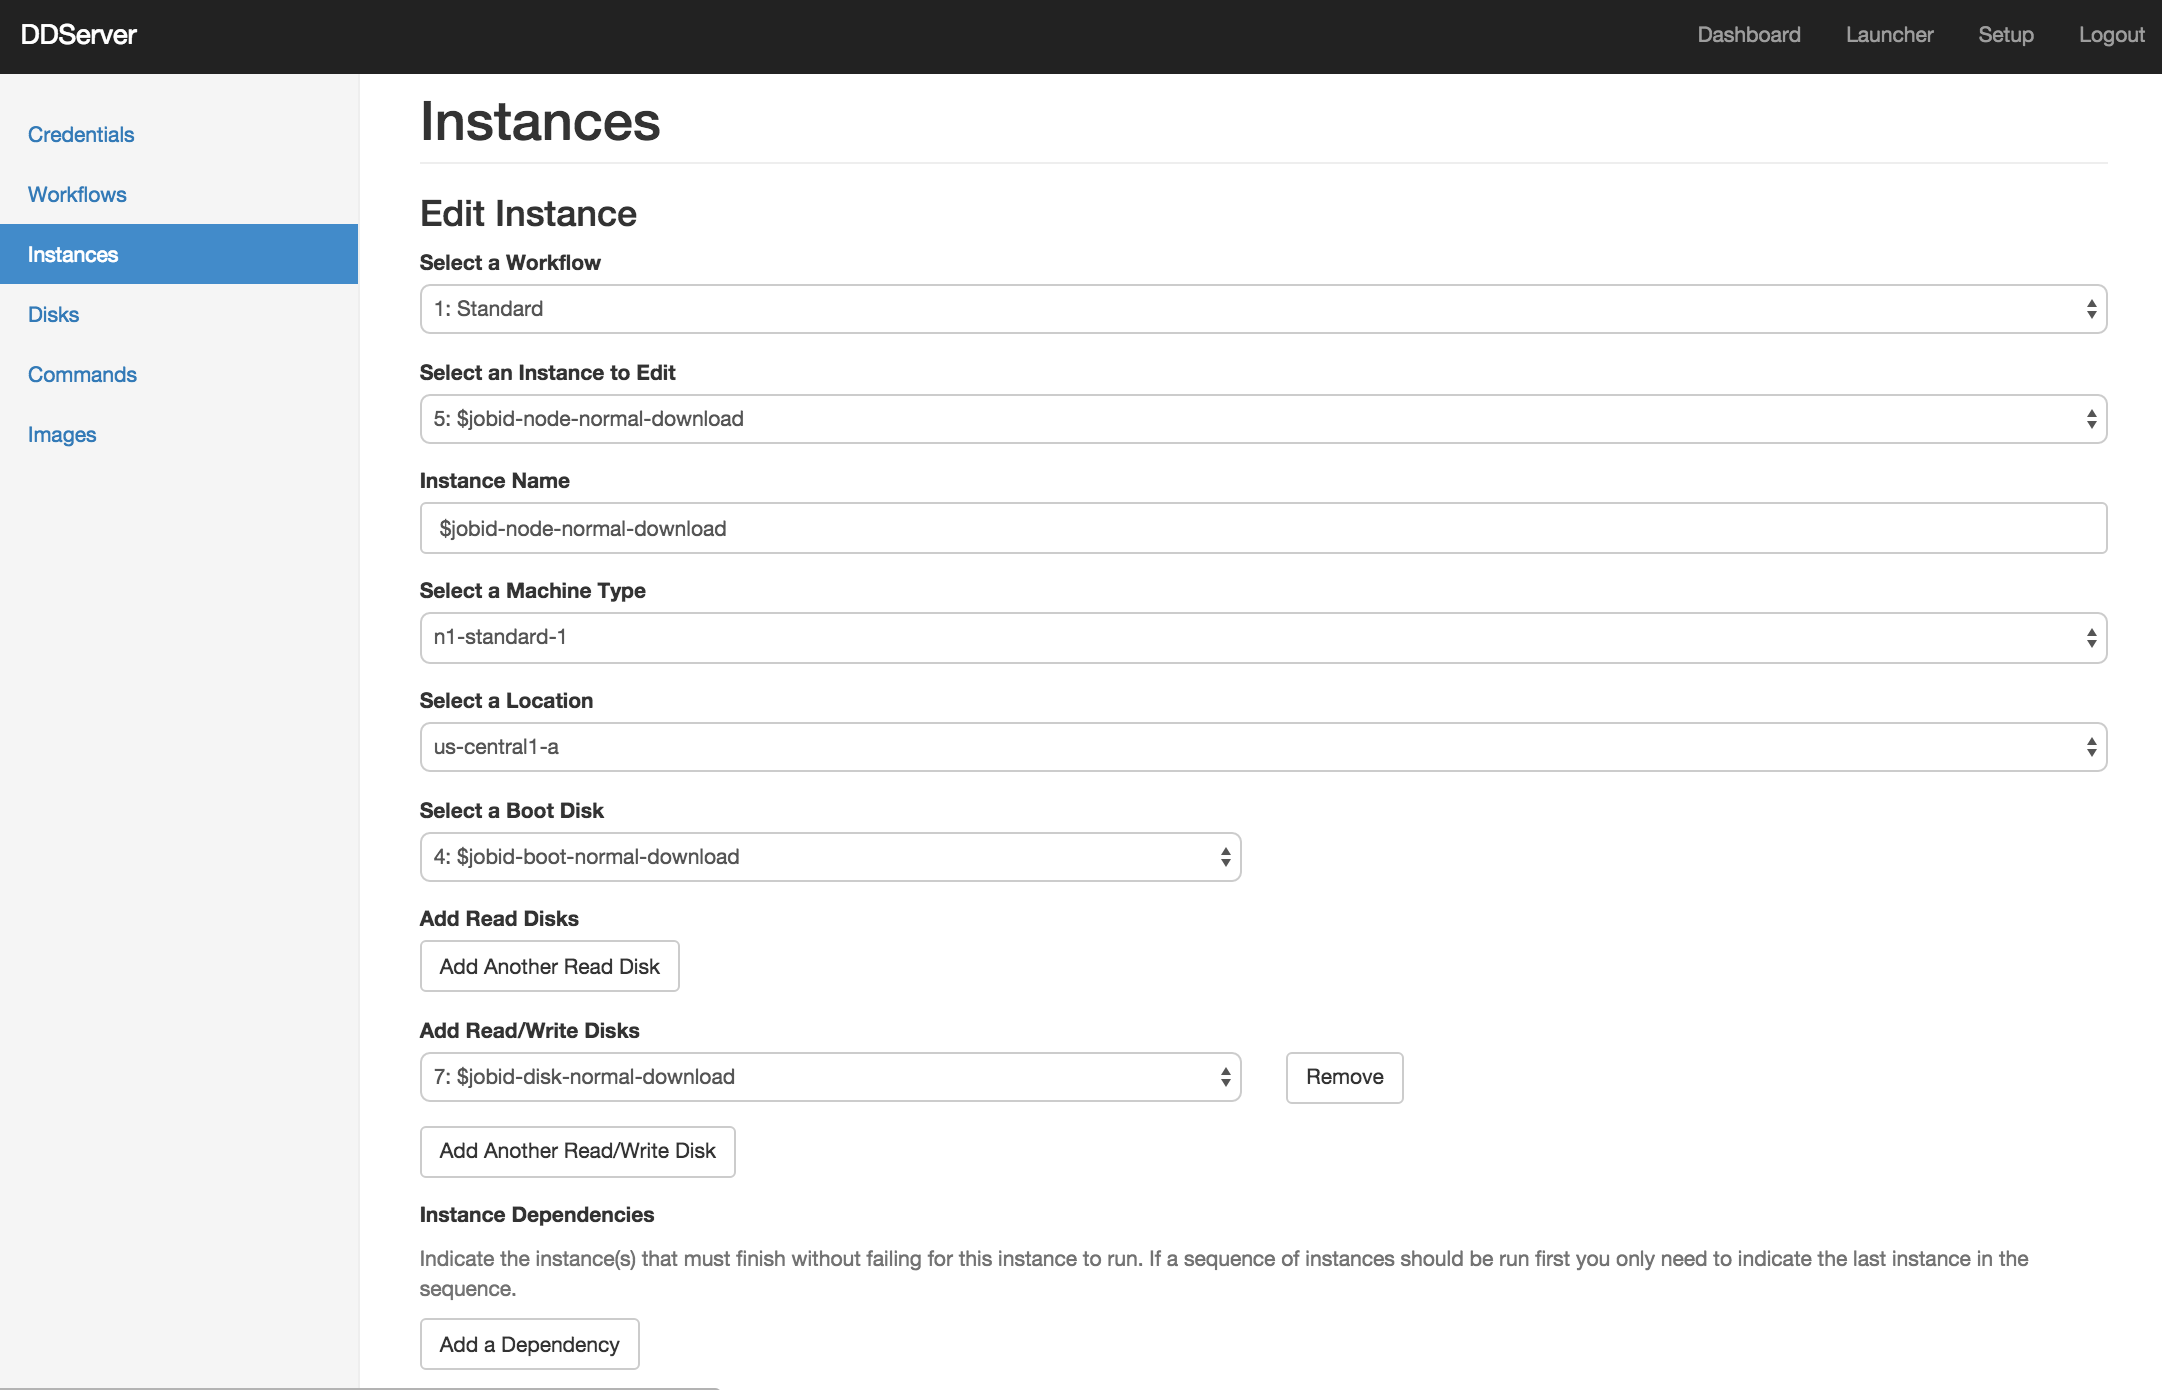 DDServer
Dashboard Launcher Setup Logout
Credentials
Workflows
Instances
Disks
Commands
Images
Instances
Edit Instance
Select a Workflow
1: Standard
Select an Instance to Edit
5: $jobid-node-normal-download
Instance Name
$jobid-node-normal-download
Select a Machine Type
n1-standard-1
Select a Location
us-central1-a
Select a Boot Disk
4: $jobid-boot-normal-download
Add Read Disks
Add Another Read Disk
Add Read/Write Disks
7: $jobid-disk-normal-download
Remove
Add Another Read/Write Disk
Instance Dependencies
Indicate the instance(s) that must finish without failing for this instance to run. If a sequence of instances should be run first you only need to indicate the last instance in the
sequence.
Add a Dependency